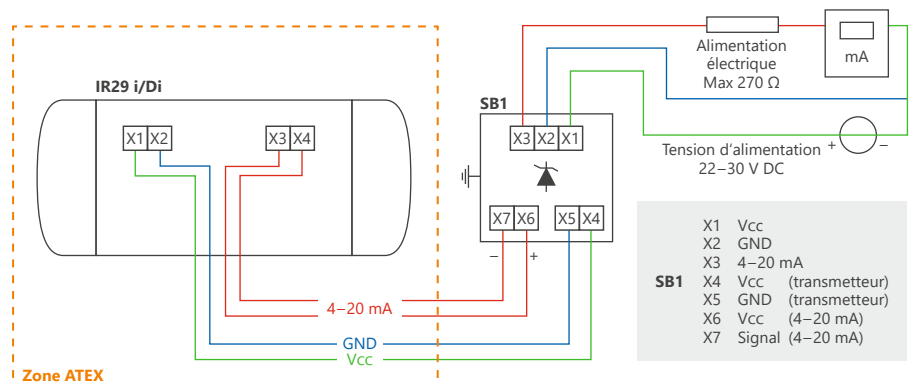 IR29 i/Di
X1 X2
X3 X4
4–20 mA
GND
Vcc
Zone ATEX
SB1
X3 X2 X1
X7 X6
X5 X4
– +
Alimentation
électrique
Max 270 Ω
mA
Tension d'alimentation
22–30 V DC
+ –
SB1
X1 Vcc
X2 GND
X3 4–20 mA
X4 Vcc (transmetteur)
X5 GND (transmetteur)
X6 Vcc (4–20 mA)
X7 Signal (4–20 mA)